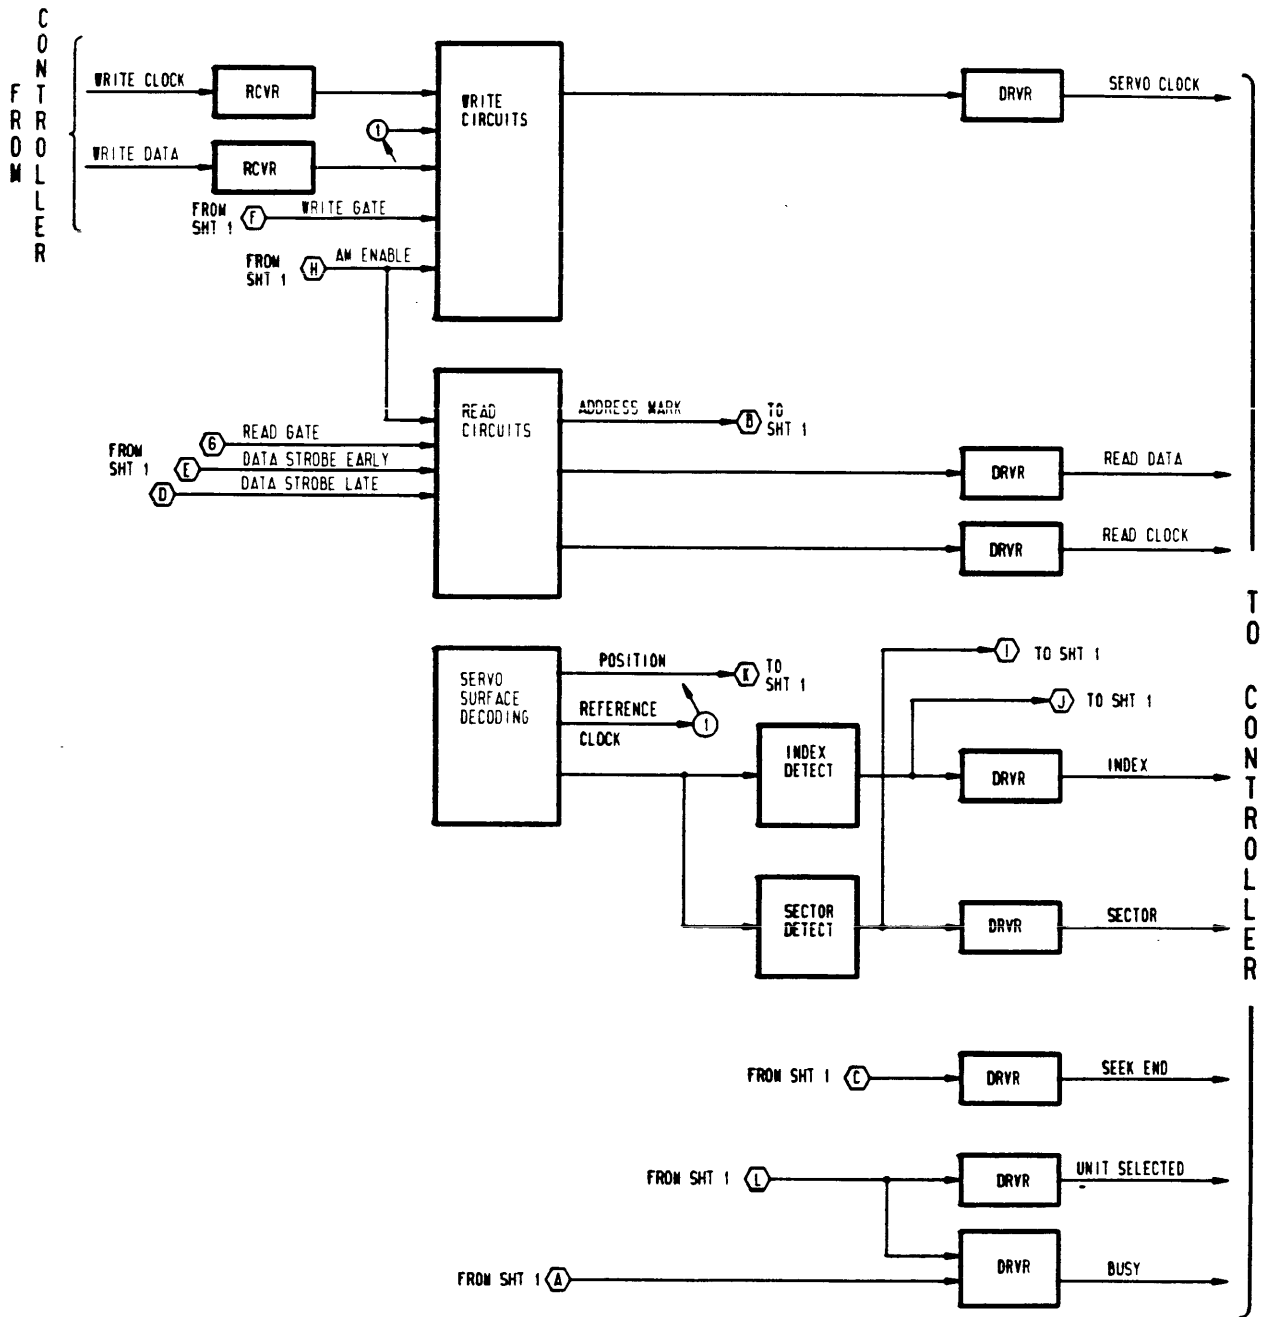 FROM CONTROLLER
WRITE CLOCK
RCVR
WRITE CIRCUITS
DRVR
SERVO CLOCK
1
WRITE DATA
RCVR
FROM SHT 1
F
WRITE GATE
FROM SHT 1
H
AM ENABLE
READ CIRCUITS
ADDRESS MARK
B
TO SHT 1
FROM SHT 1
G
READ GATE
E
DATA STROBE EARLY
D
DATA STROBE LATE
DRVR
READ DATA
DRVR
READ CLOCK
TO CONTROLLER
SERVO SURFACE DECODING
POSITION
K
TO SHT 1
REFERENCE CLOCK
1
I
TO SHT 1
J
TO SHT 1
INDEX DETECT
DRVR
INDEX
SECTOR DETECT
DRVR
SECTOR
FROM SHT 1
C
DRVR
SEEK END
FROM SHT 1
L
DRVR
UNIT SELECTED
FROM SHT 1
A
DRVR
BUSY